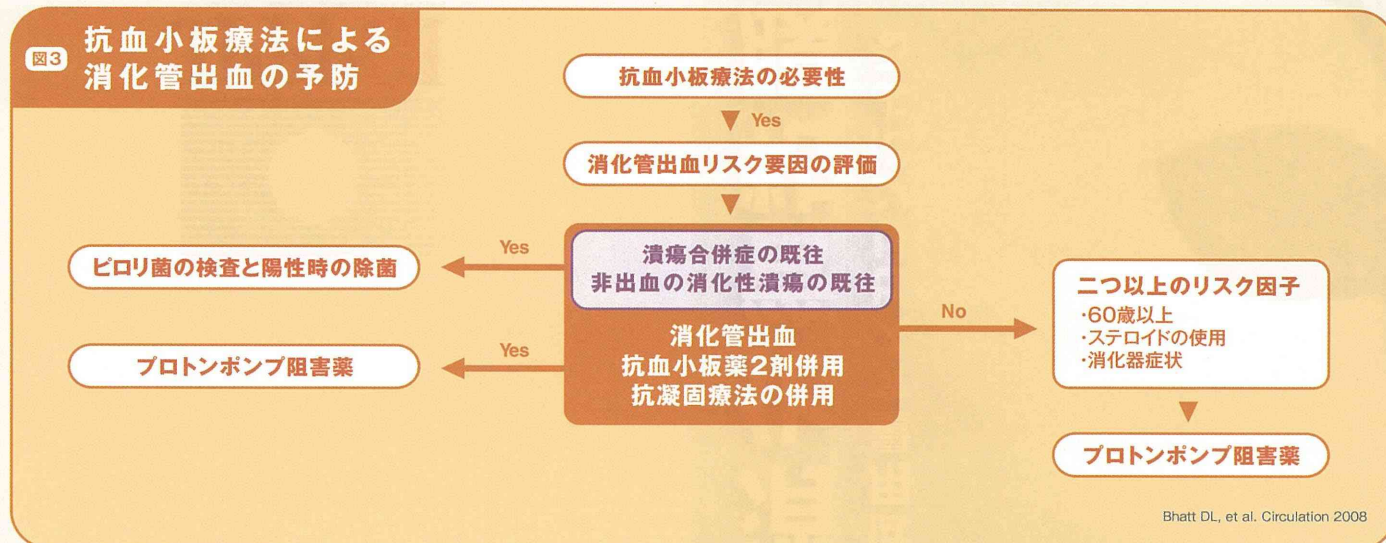 図3
抗血小板療法による
消化管出血の予防
抗血小板療法の必要性
Yes
消化管出血リスク要因の評価
潰瘍合併症の既往
非出血の消化性潰瘍の既往
消化管出血
抗血小板薬2剤併用
抗凝固療法の併用
Yes
ピロリ菌の検査と陽性時の除菌
Yes
プロトンポンプ阻害薬
No
二つ以上のリスク因子
・60歳以上
・ステロイドの使用
・消化器症状
プロトンポンプ阻害薬
Bhatt DL, et al. Circulation 2008